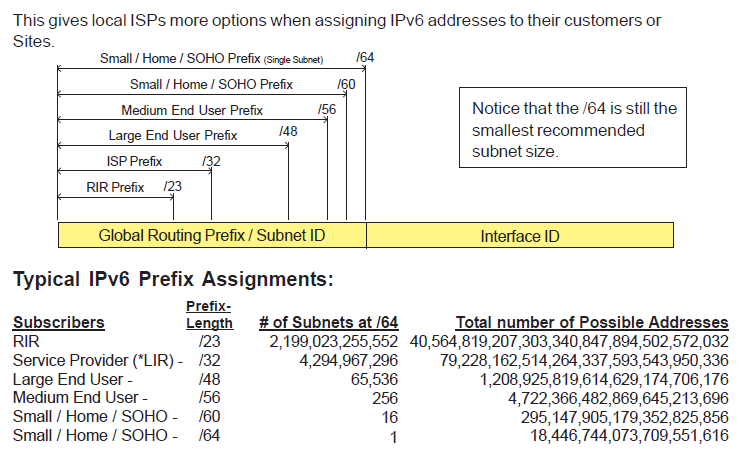 This gives local ISPs more options when assigning IPv6 addresses to their customers or
Sites.
Small / Home / SOHO Prefix (Single Subnet) /64
Small / Home / SOHO Prefix /60
Medium End User Prefix /56
Large End User Prefix /48
ISP Prefix /32
RIR Prefix /23
Notice that the /64 is still the
smallest recommended
subnet size.
Global Routing Prefix / Subnet ID Interface ID
Typical IPv6 Prefix Assignments:
Subscribers Prefix-
Length # of Subnets at /64 Total number of Possible Addresses
RIR /23 2,199,023,255,552 40,564,819,207,303,340,847,894,502,572,032
Service Provider (*LIR) - /32 4,294,967,296 79,228,162,514,264,337,593,543,950,336
Large End User - /48 65,536 1,208,925,819,614,629,174,706,176
Medium End User - /56 256 4,722,366,482,869,645,213,696
Small / Home / SOHO - /60 16 295,147,905,179,352,825,856
Small / Home / SOHO - /64 1 18,446,744,073,709,551,616